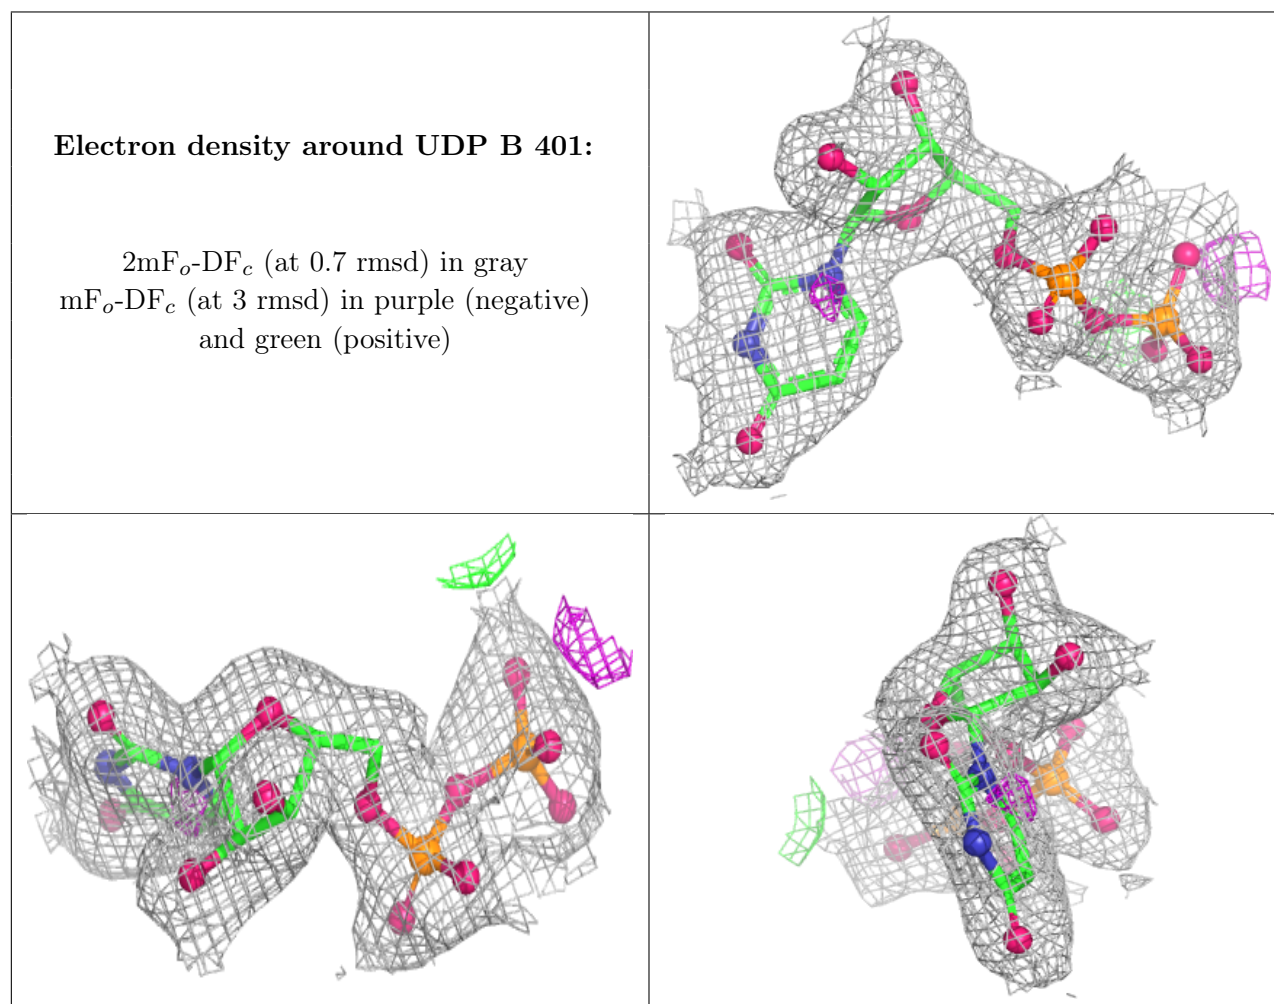 Electron density around UDP B 401:
2mFo-DFc (at 0.7 rmsd) in gray
mFo-DFc (at 3 rmsd) in purple (negative)
and green (positive)